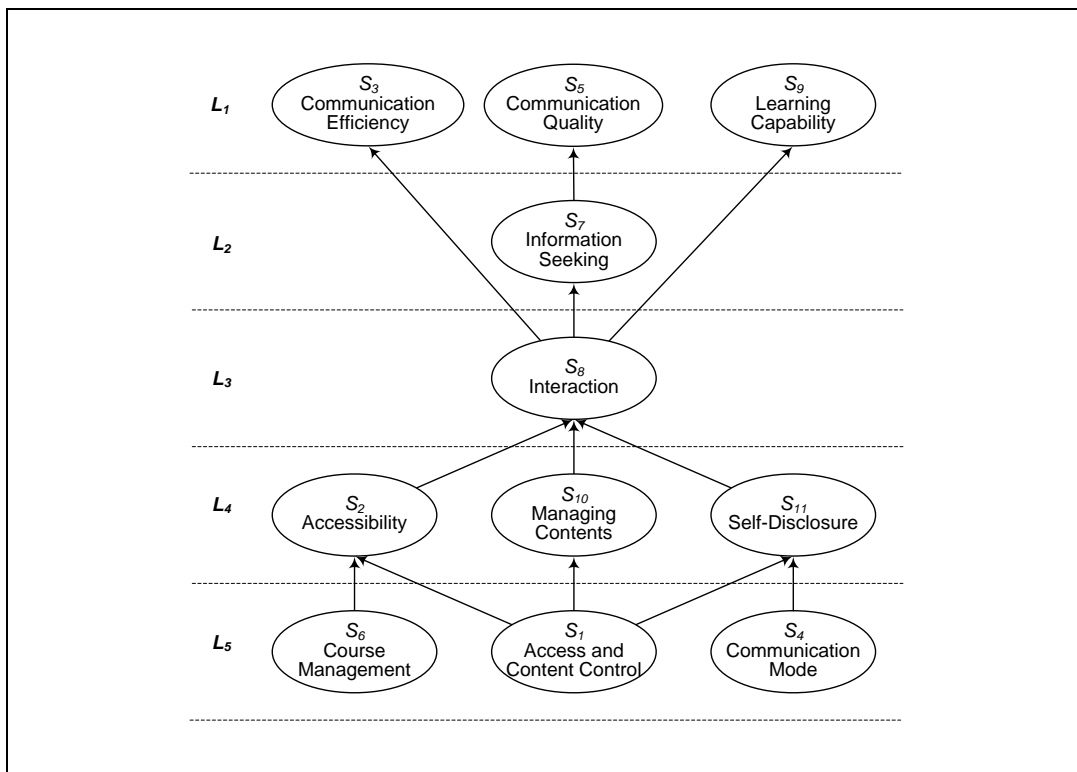 L1
S3
Communication
Efficiency
S5
Communication
Quality
S9
Learning
Capability
L2
S7
Information
Seeking
L3
S8
Interaction
L4
S2
Accessibility
S10
Managing
Contents
S11
Self-Disclosure
L5
S6
Course
Management
S1
Access and
Content Control
S4
Communication
Mode